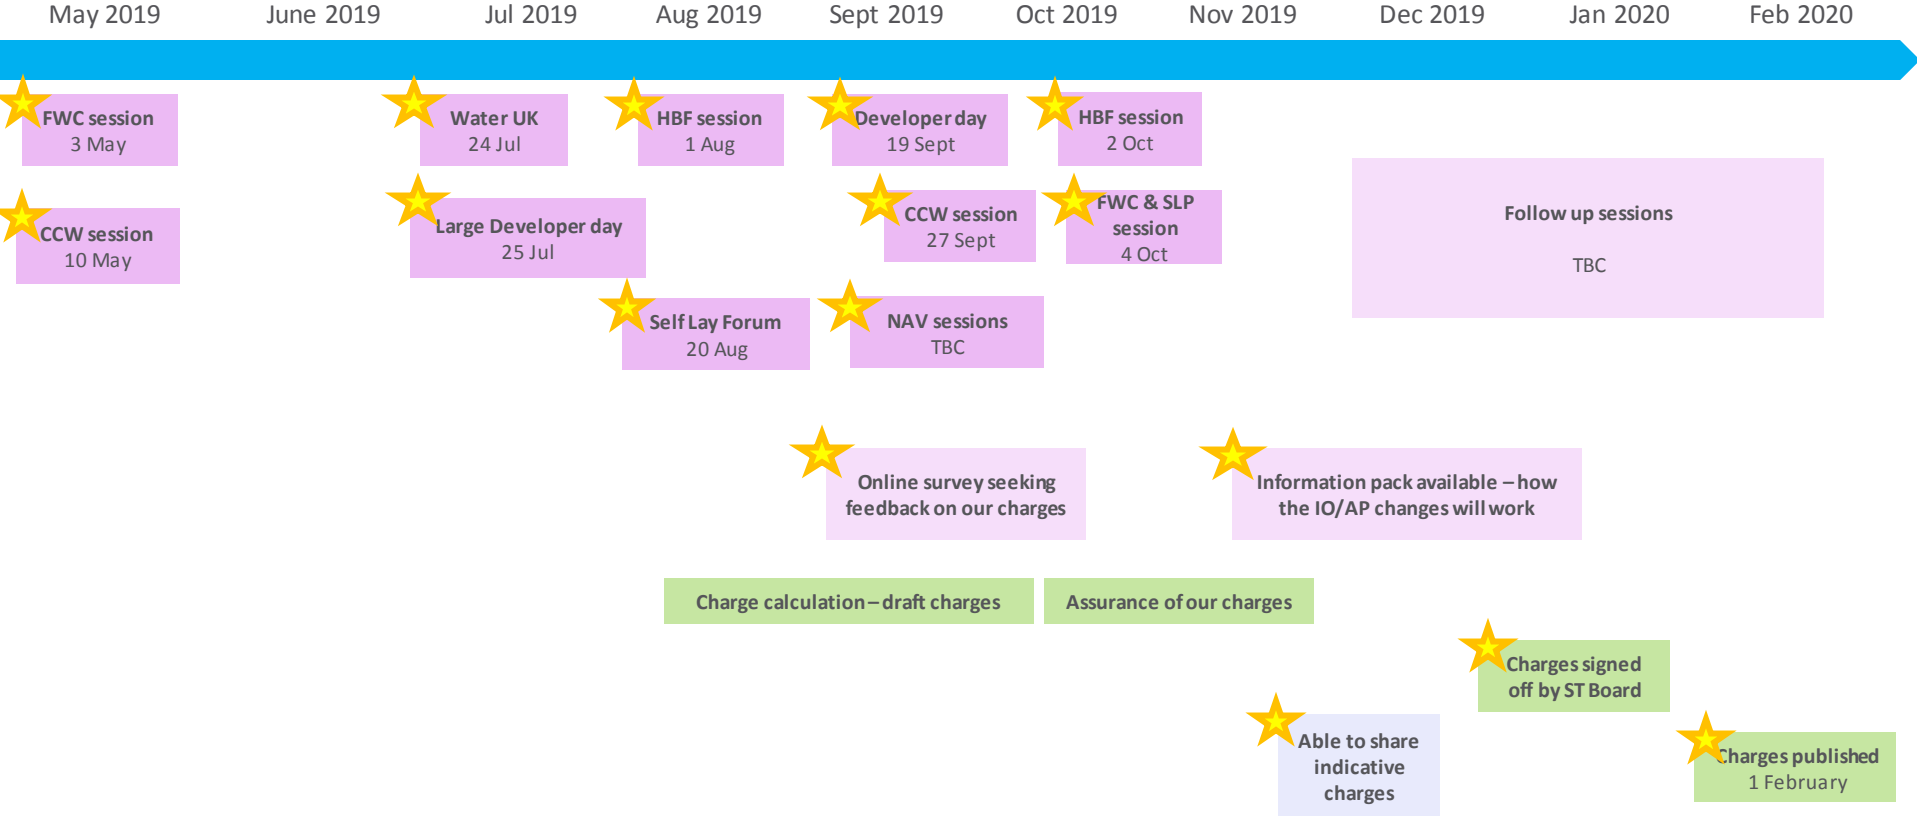 May 2019
June 2019
Jul 2019
Aug 2019
Sept 2019
Oct 2019
Nov 2019
Dec 2019
Jan 2020
Feb 2020
FWC session
3 May
Water UK
24 Jul
HBF session
1 Aug
Developer day
19 Sept
HBF session
2 Oct
CCW session
10 May
Large Developer day
25 Jul
CCW session
27 Sept
FWC & SLP
session
4 Oct
Follow up sessions
TBC
Self Lay Forum
20 Aug
NAV sessions
TBC
Online survey seeking
feedback on our charges
Information pack available – how
the IO/AP changes will work
Charge calculation – draft charges
Assurance of our charges
Charges signed
off by ST Board
Able to share
indicative
charges
Charges published
1 February